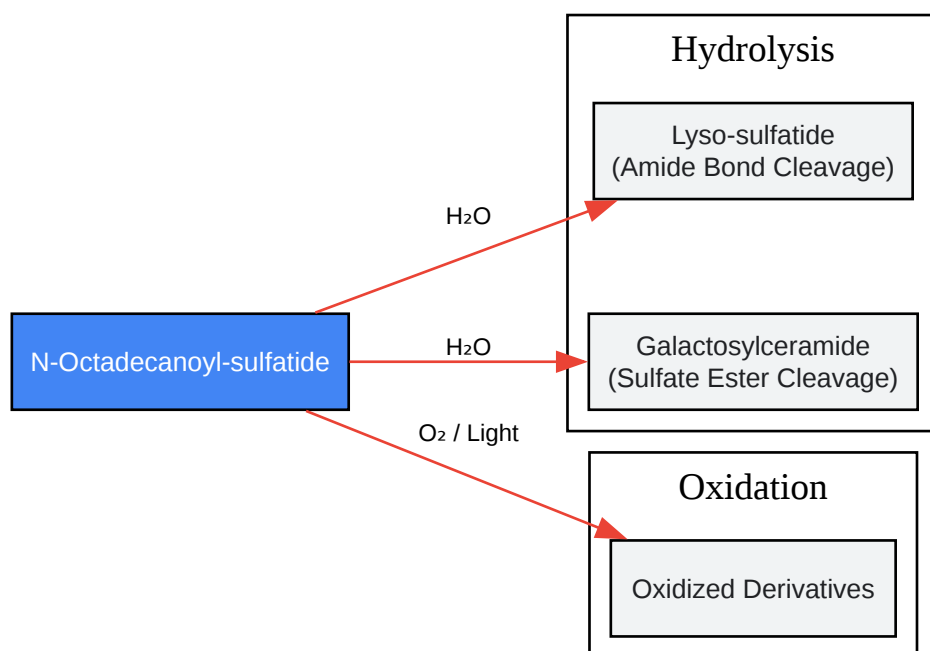 Hydrolysis
Lyso-sulfatide
(Amide Bond Cleavage)
H₂O
N-Octadecanoyl-sulfatide
H₂O
Galactosylceramide
(Sulfate Ester Cleavage)
O₂ / Light
Oxidation
Oxidized Derivatives